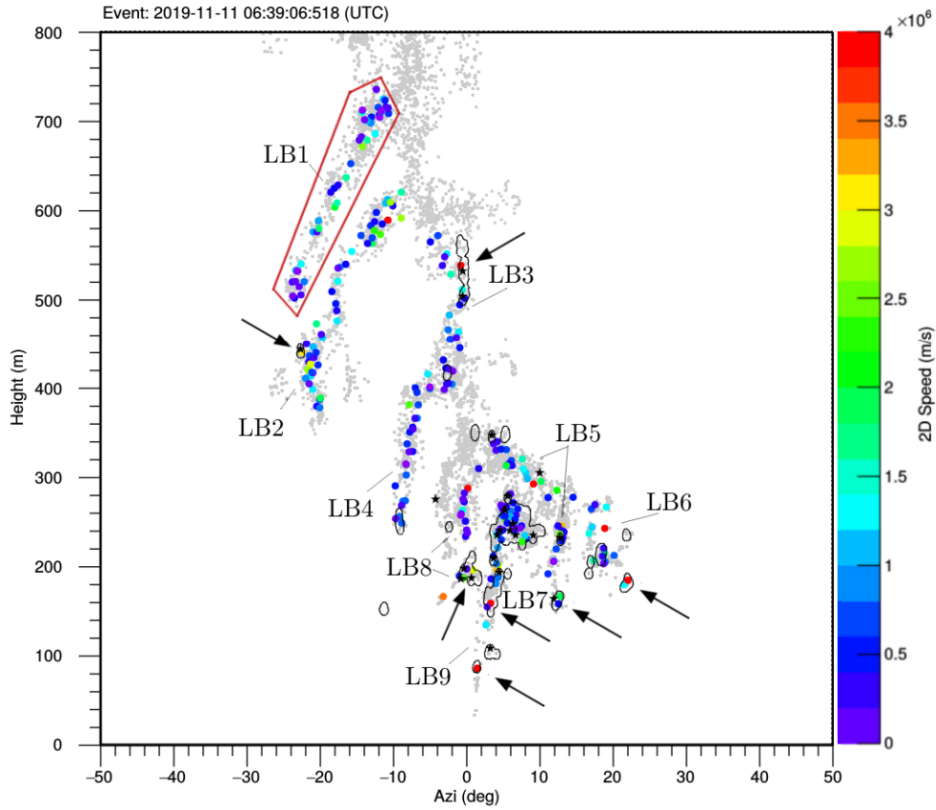 Event: 2019-11-11 06:39:06:518 (UTC)
×10⁶
800
700
600
500
400
300
200
100
0
Height (m)
−50
−40
−30
−20
−10
0
10
20
30
40
50
Azi (deg)
LB1
LB2
LB3
LB4
LB5
LB6
LB8
LB7
LB9
4
3.5
3
2.5
2
1.5
1
0.5
0
2D Speed (m/s)